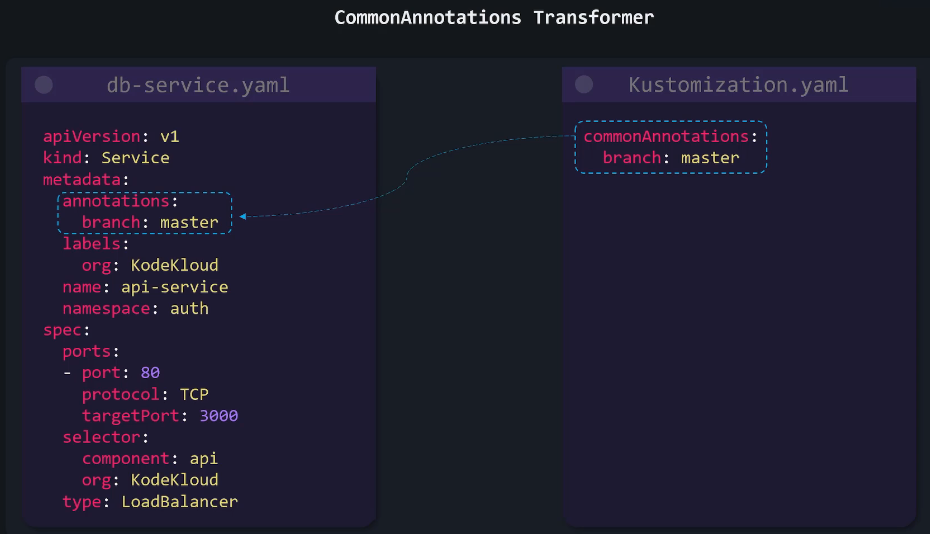 CommonAnnotations Transformer
db-service.yaml
apiVersion: v1
kind: Service
metadata:
  annotations:
    branch: master
  labels:
    org: KodeKloud
  name: api-service
  namespace: auth
spec:
  ports:
  - port: 80
    protocol: TCP
    targetPort: 3000
  selector:
    component: api
    org: KodeKloud
  type: LoadBalancer
Kustomization.yaml
commonAnnotations:
  branch: master